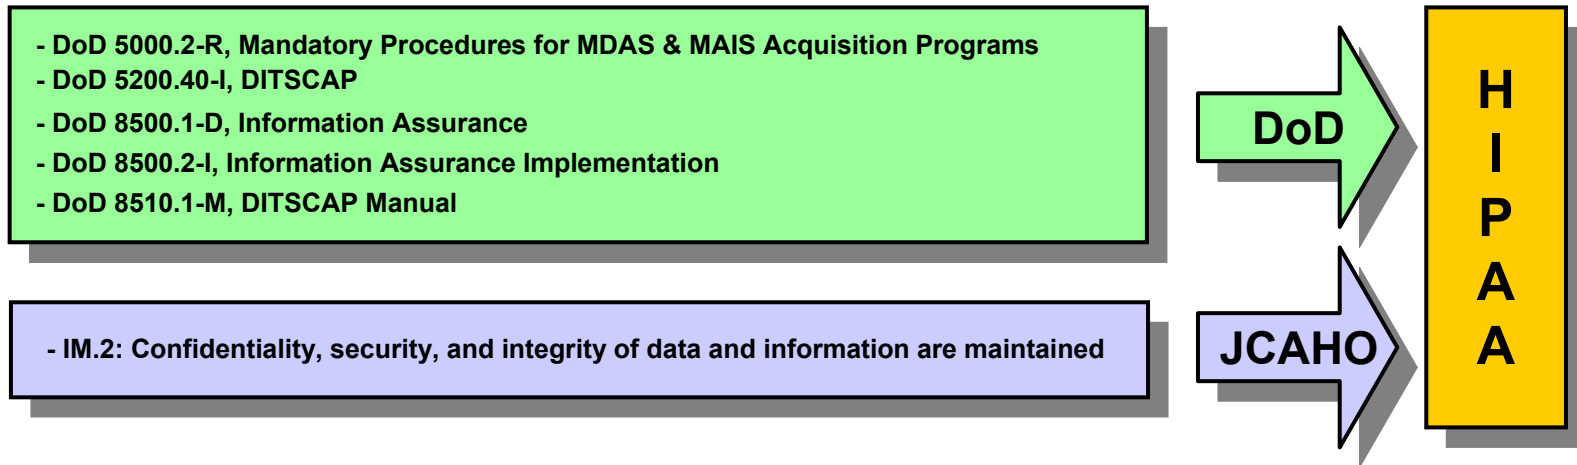 - DoD 5000.2-R, Mandatory Procedures for MDAS & MAIS Acquisition Programs
- DoD 5200.40-I, DITSCAP
- DoD 8500.1-D, Information Assurance
- DoD 8500.2-I, Information Assurance Implementation
- DoD 8510.1-M, DITSCAP Manual
DoD
- IM.2: Confidentiality, security, and integrity of data and information are maintained
JCAHO
H
I
P
A
A